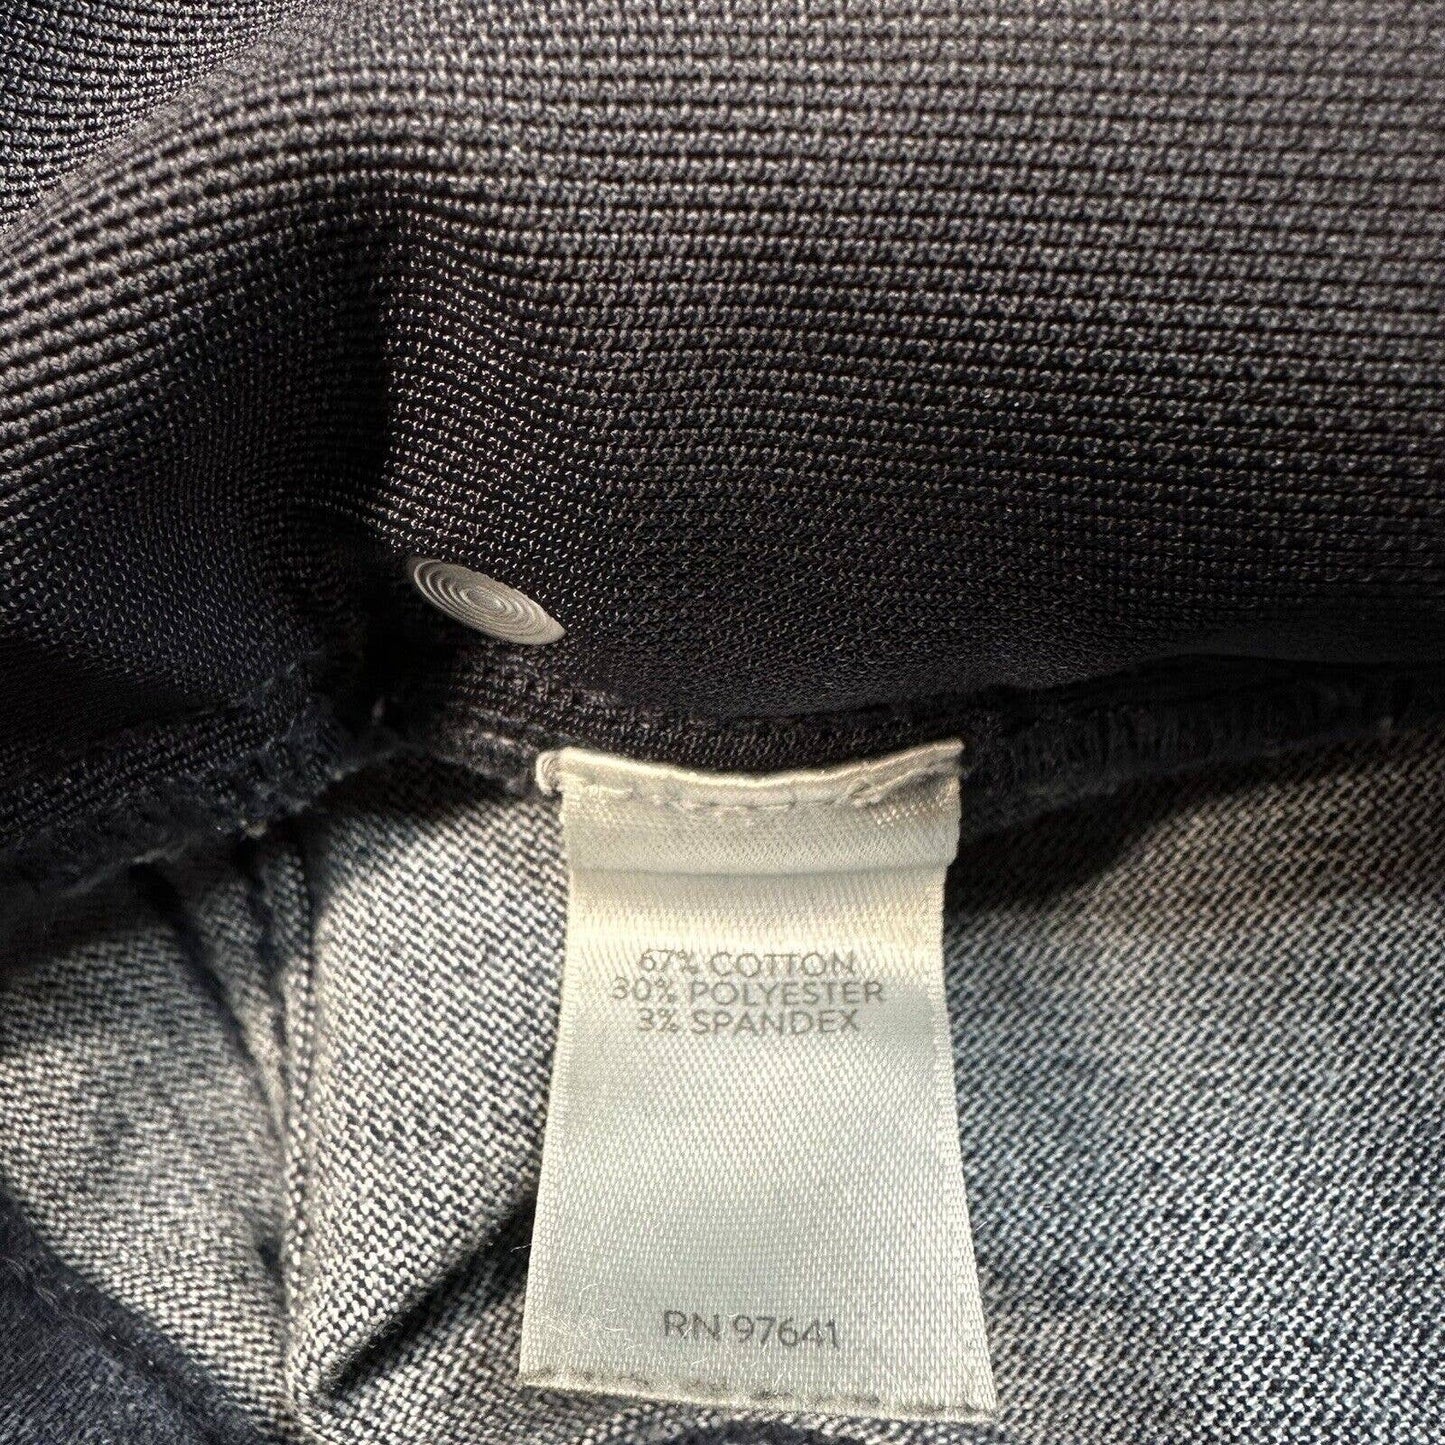 67% COTTON
30% POLYESTER
3% SPANDEX
RN 97641